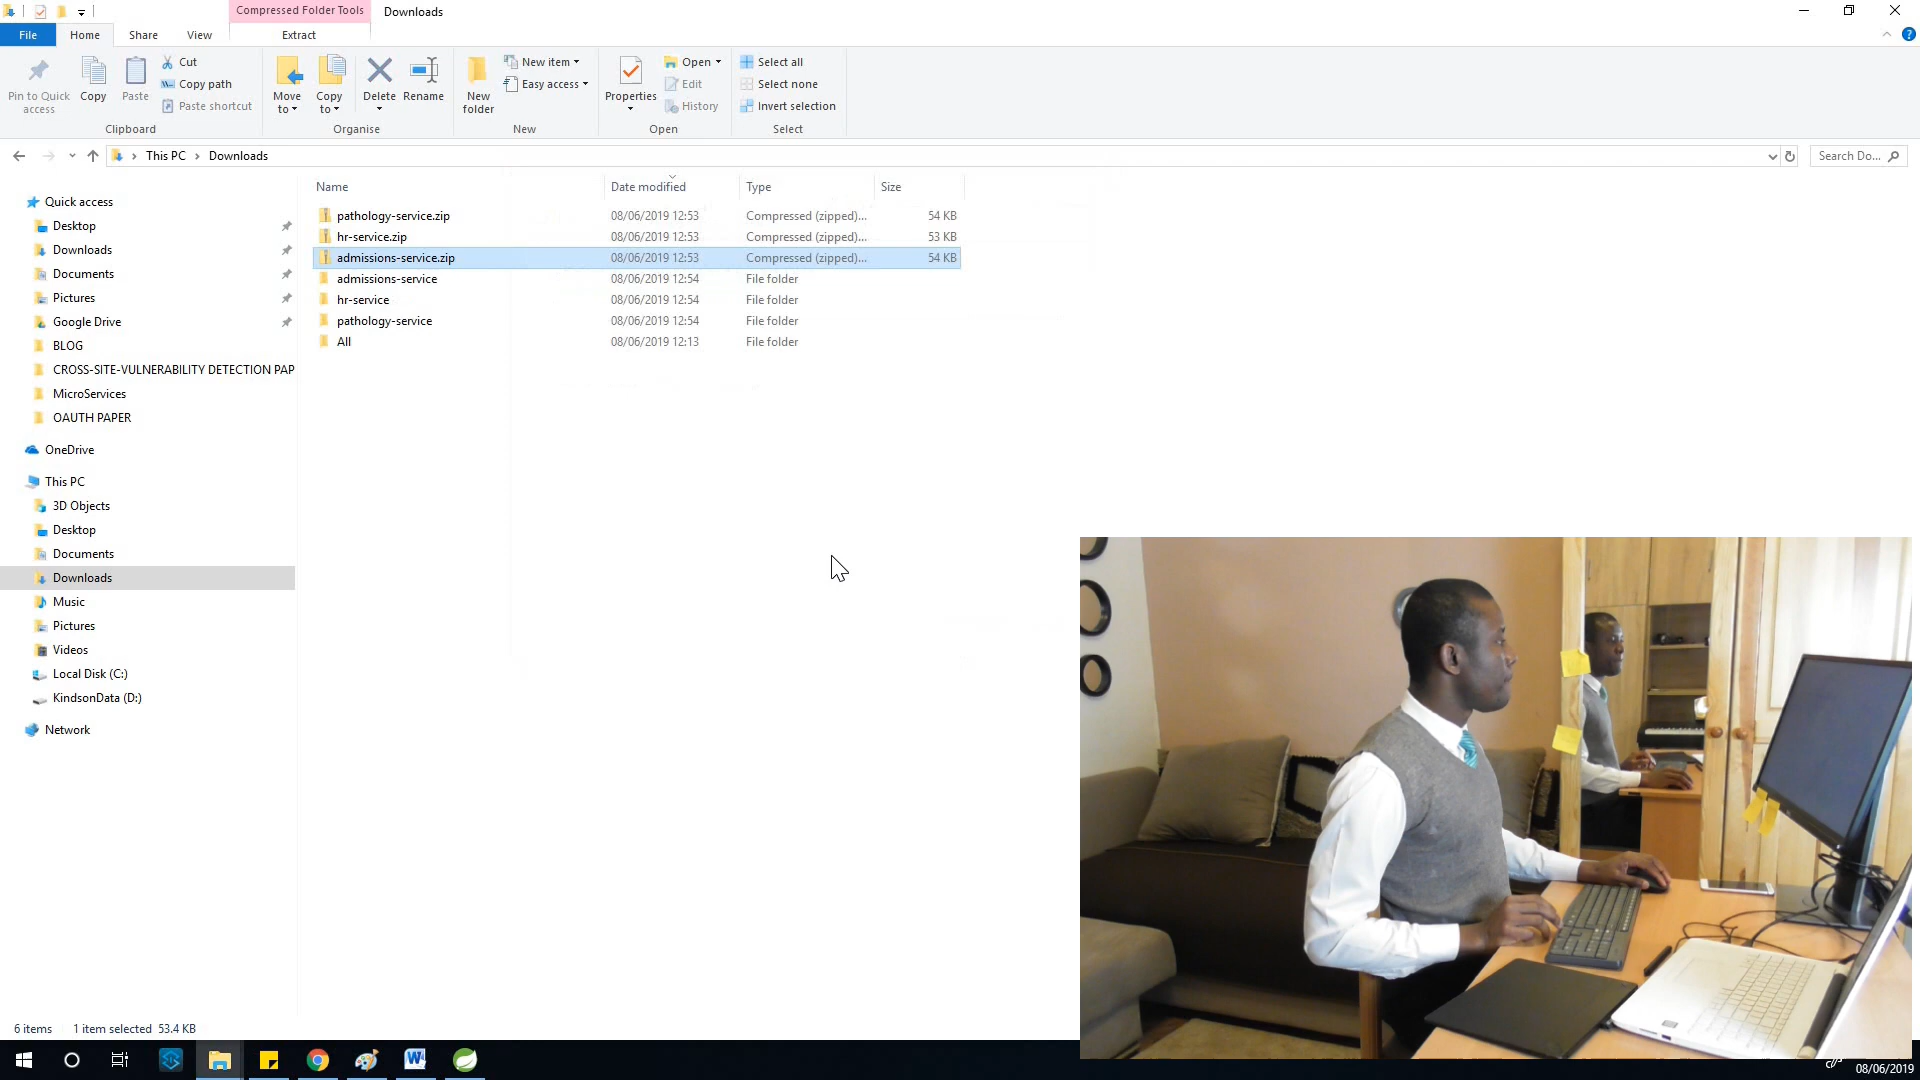 Compressed Folder Tools
Downloads
File Home Share View Extract
Pin to Quick access
Copy
Paste
Cut
Copy path
Paste shortcut
Clipboard
Move to
Copy to
Delete
Rename
Organise
New folder
New item
Easy access
New
Properties
Open
Edit
History
Open
Select all
Select none
Invert selection
Select
This PC › Downloads
Search Do...
Name Date modified Type Size
pathology-service.zip 08/06/2019 12:53 Compressed (zipped)... 54 KB
hr-service.zip 08/06/2019 12:53 Compressed (zipped)... 53 KB
admissions-service.zip 08/06/2019 12:53 Compressed (zipped)... 54 KB
admissions-service 08/06/2019 12:54 File folder
hr-service 08/06/2019 12:54 File folder
pathology-service 08/06/2019 12:54 File folder
All 08/06/2019 12:13 File folder
Quick access
Desktop
Downloads
Documents
Pictures
Google Drive
BLOG
CROSS-SITE-VULNERABILITY DETECTION PAP
MicroServices
OAUTH PAPER
OneDrive
This PC
3D Objects
Desktop
Documents
Downloads
Music
Pictures
Videos
Local Disk (C:)
KindsonData (D:)
Network
6 items 1 item selected 53.4 KB
08/06/2019